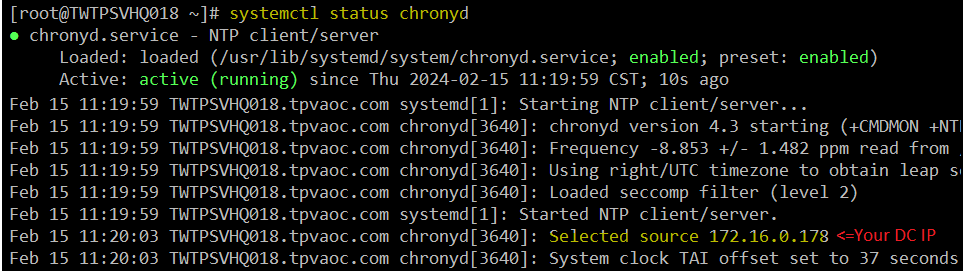 [root@TWTPSVHQ018 ~]# systemctl status chronyd
● chronyd.service - NTP client/server
Loaded: loaded (/usr/lib/systemd/system/chronyd.service; enabled; preset: enabled)
Active: active (running) since Thu 2024-02-15 11:19:59 CST; 10s ago
Feb 15 11:19:59 TWTPSVHQ018.tpvaoc.com systemd[1]: Starting NTP client/server...
Feb 15 11:19:59 TWTPSVHQ018.tpvaoc.com chronyd[3640]: chronyd version 4.3 starting (+CMDMON
Feb 15 11:19:59 TWTPSVHQ018.tpvaoc.com chronyd[3640]: Frequency -8.853 +/- 1.482 ppm read from
Feb 15 11:19:59 TWTPSVHQ018.tpvaoc.com chronyd[3640]: Using right/UTC timezone to obtain leap
Feb 15 11:19:59 TWTPSVHQ018.tpvaoc.com chronyd[3640]: Loaded seccomp filter (level 2)
Feb 15 11:19:59 TWTPSVHQ018.tpvaoc.com systemd[1]: Started NTP client/server.
Feb 15 11:20:03 TWTPSVHQ018.tpvaoc.com chronyd[3640]: Selected source 172.16.0.178 <=Your DC IP
Feb 15 11:20:03 TWTPSVHQ018.tpvaoc.com chronyd[3640]: System clock TAI offset set to 37 seconds